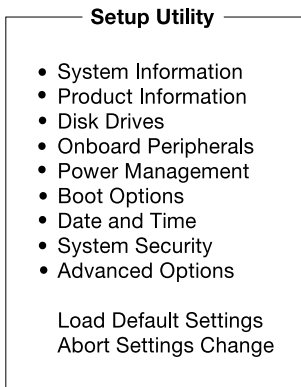 Setup Utility
• System Information
• Product Information
• Disk Drives
• Onboard Peripherals
• Power Management
• Boot Options
• Date and Time
• System Security
• Advanced Options
Load Default Settings
Abort Settings Change